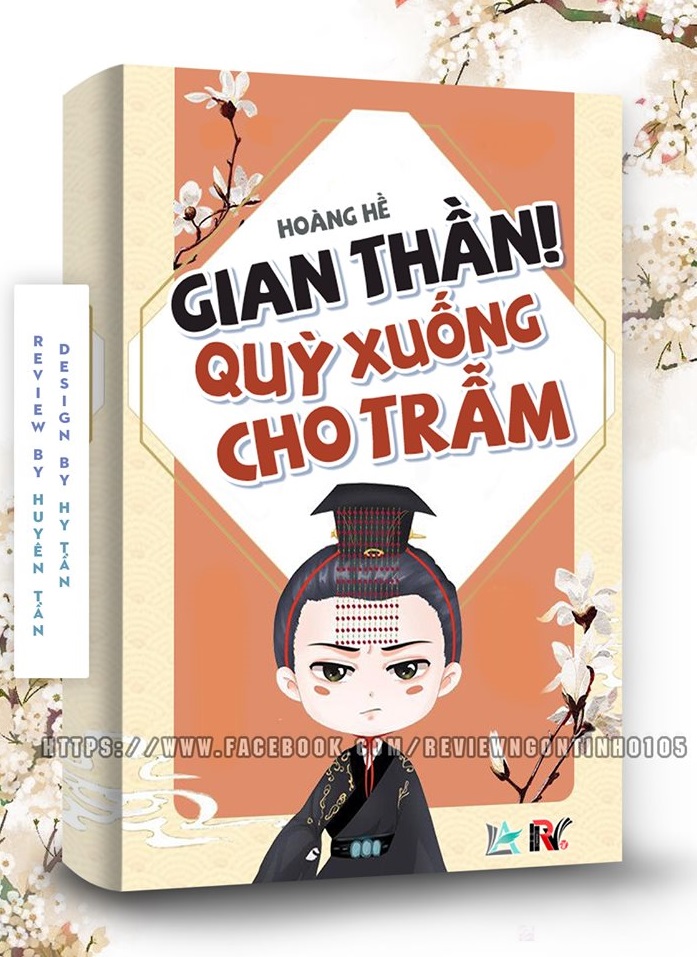 HOÀNG HỀ
GIAN THẦN!
QUỲ XUỐNG
CHO TRẪM
REVIEW BY HUYÊN TẦN
DESIGN BY HY TẦN
HTTPS://WWW.FACEBOOK.COM/REVIEWNGONTINH0105